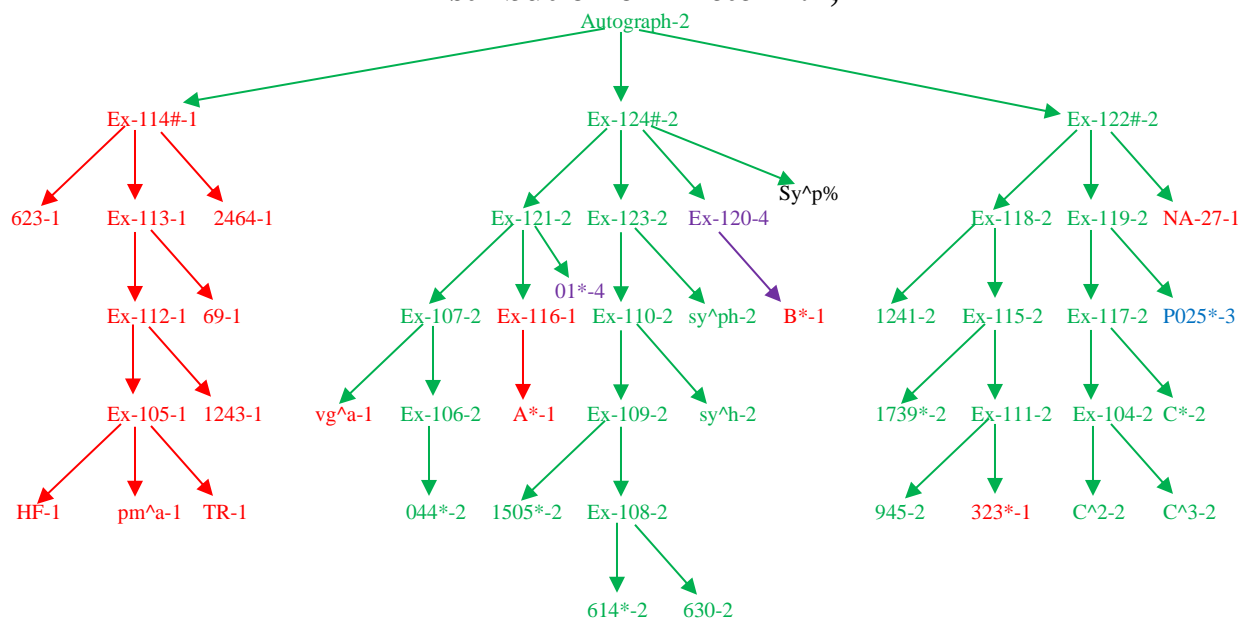 Autograph-2
Ex-114#-1 Ex-124#-2 Ex-122#-2
Sy^p%
623-1 Ex-113-1 2464-1 Ex-121-2 Ex-123-2 Ex-120-4 Ex-118-2 Ex-119-2 NA-27-1
01*-4
Ex-112-1 69-1 Ex-107-2 Ex-116-1 Ex-110-2 sy^ph-2 B*-1 1241-2 Ex-115-2 Ex-117-2 P025*-3
Ex-105-1 1243-1 vg^a-1 Ex-106-2 A*-1 Ex-109-2 sy^h-2 1739*-2 Ex-111-2 Ex-104-2 C*-2
HF-1 pm^a-1 TR-1 044*-2 1505*-2 Ex-108-2 945-2 323*-1 C^2-2 C^3-2
614*-2 630-2